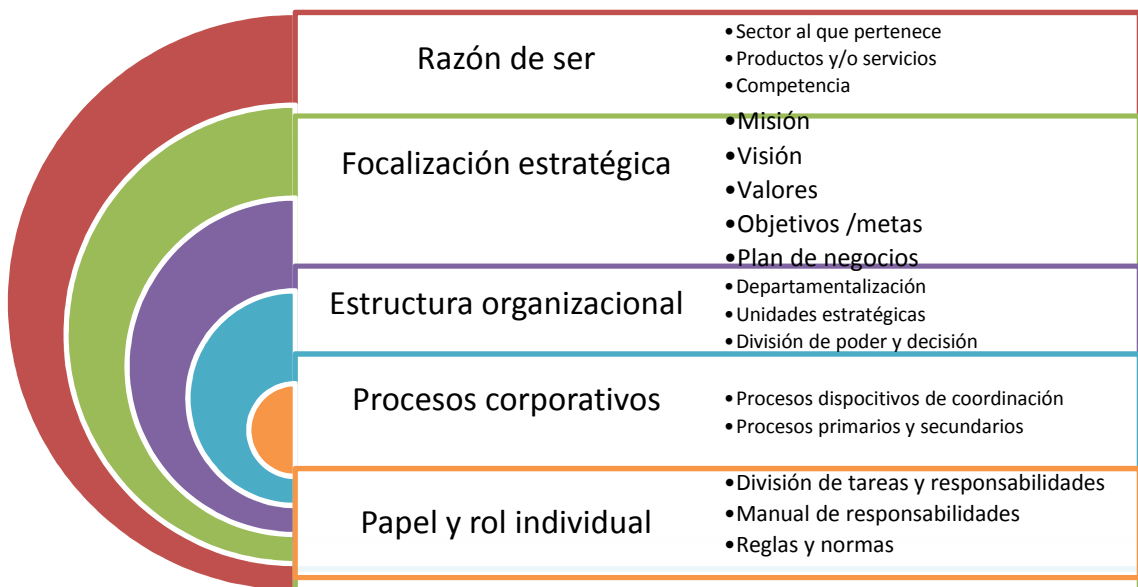 Razón de ser
•Sector al que pertenece
•Productos y/o servicios
•Competencia
Focalización estratégica
•Misión
•Visión
•Valores
•Objetivos /metas
•Plan de negocios
Estructura organizacional
•Departamentalización
•Unidades estratégicas
•División de poder y decisión
Procesos corporativos
•Procesos dispocitivos de coordinación
•Procesos primarios y secundarios
Papel y rol individual
•División de tareas y responsabilidades
•Manual de responsabilidades
•Reglas y normas